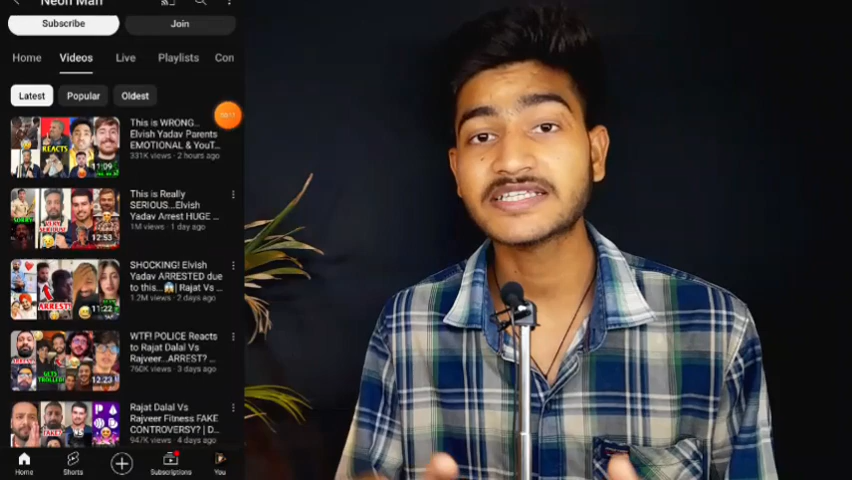 Neon Man
Subscribe
Join
Home
Videos
Live
Playlists
Con
Latest
Popular
Oldest
This is WRONG...
Elvish Yadav Parents
EMOTIONAL & YouT...
331K views · 2 hours ago
REACTS
11:09
This is Really
SERIOUS...Elvish
Yadav Arrest HUGE ...
1M views · 1 day ago
12:53
SHOCKING! Elvish
Yadav ARRESTED due
to this...😱| Rajat Vs ...
1.2M views · 2 days ago
ARREST!
11:22
WTF! POLICE Reacts
to Rajat Dalal Vs
Rajveer...ARREST? ...
760K views · 3 days ago
12:23
Rajat Dalal Vs
Rajveer Fitness FAKE
CONTROVERSY? | D...
947K views · 4 days ago
Home
Shorts
Subscriptions
You